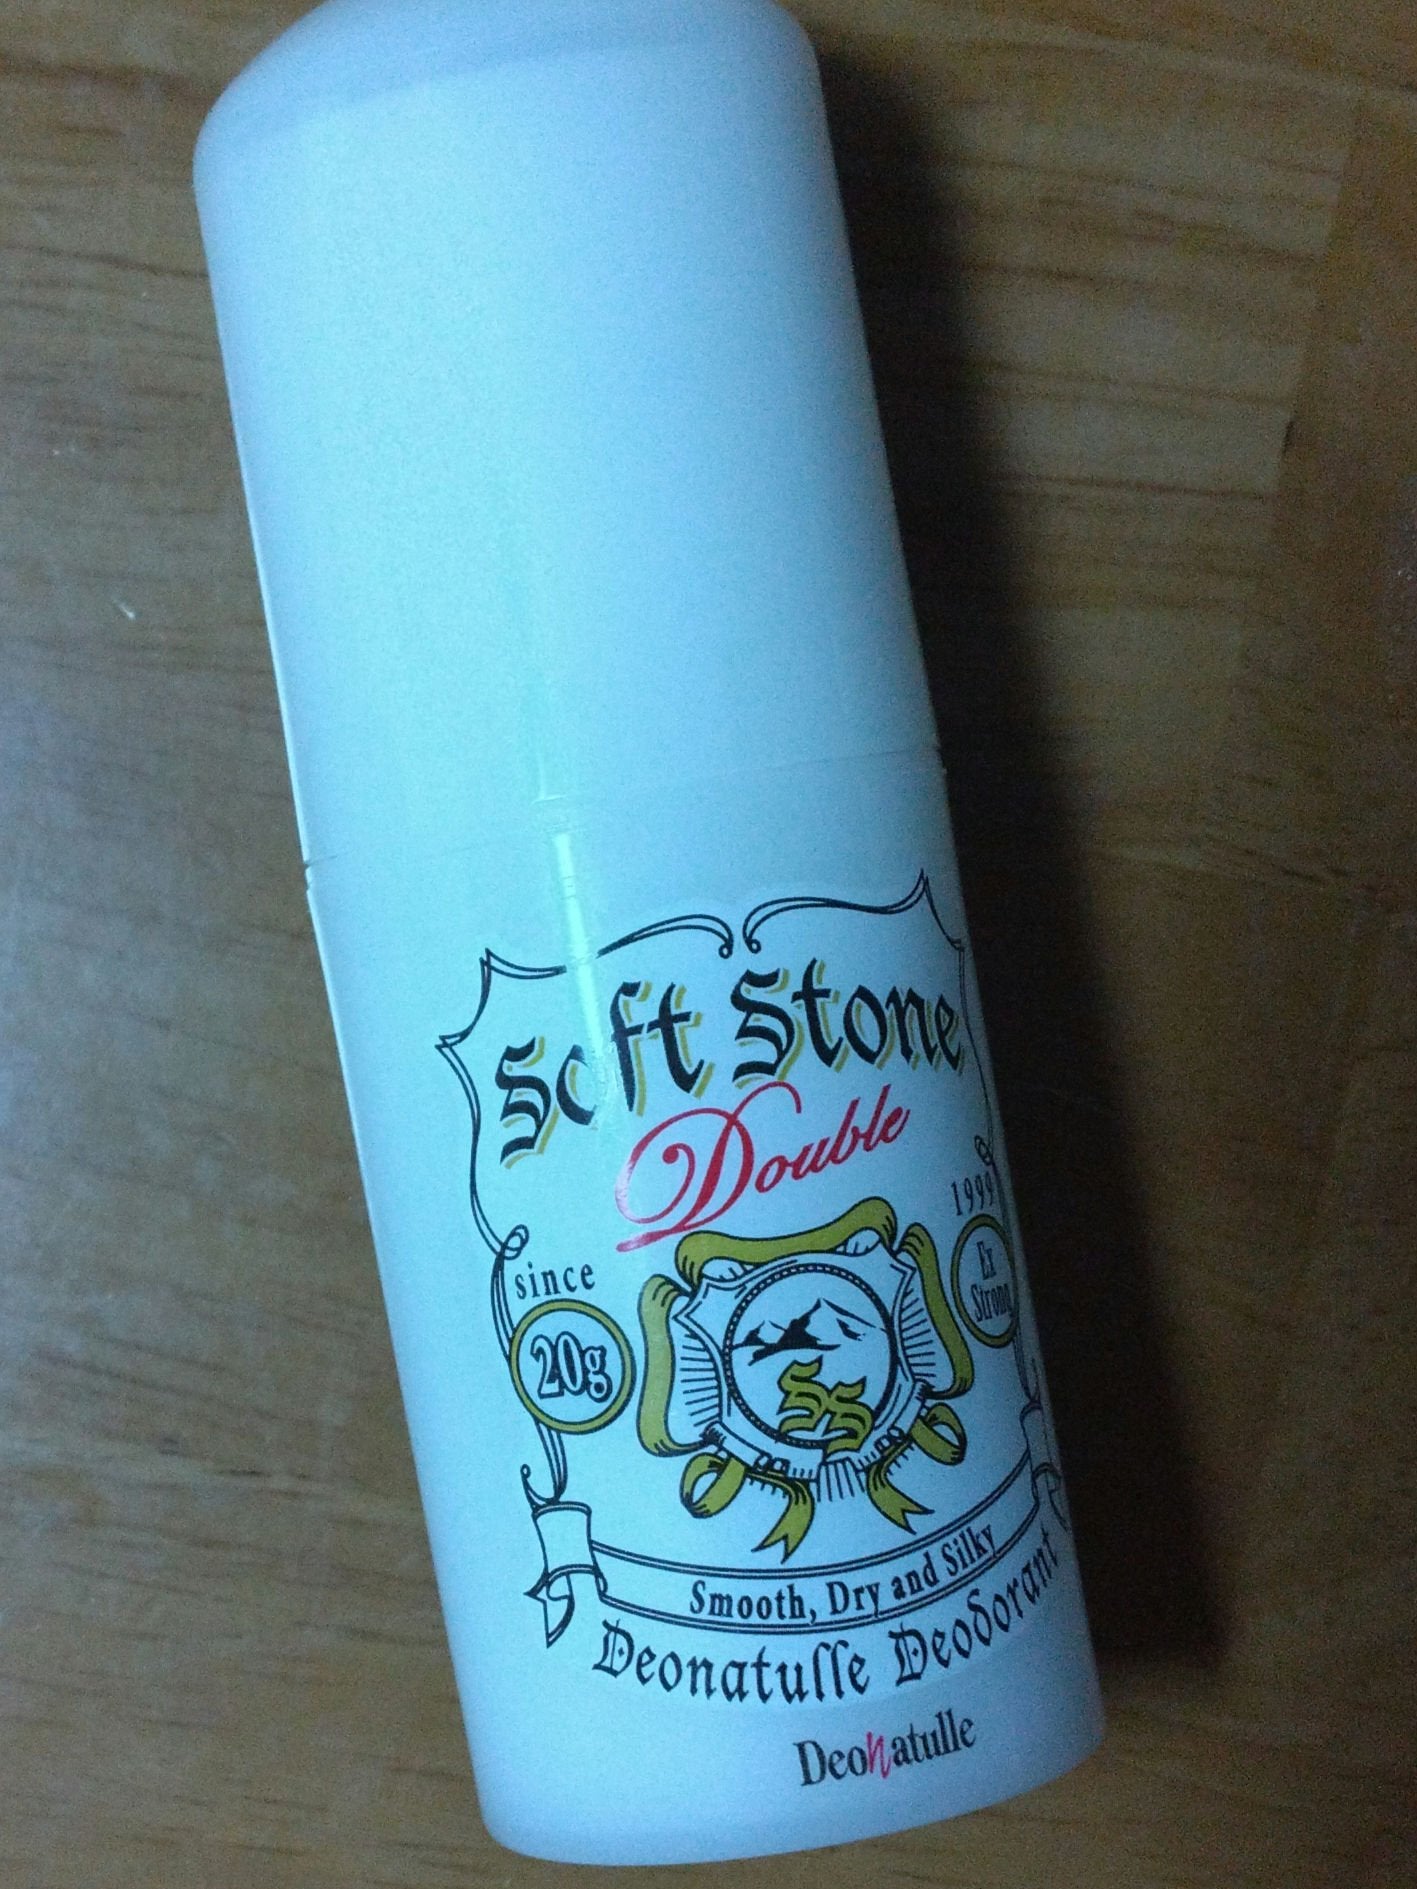 Soft Stone
Double
since
1999
20g
Ex
Strong
SS
Smooth, Dry and Silky
Deonatulle Deodorant
DeoNatulle